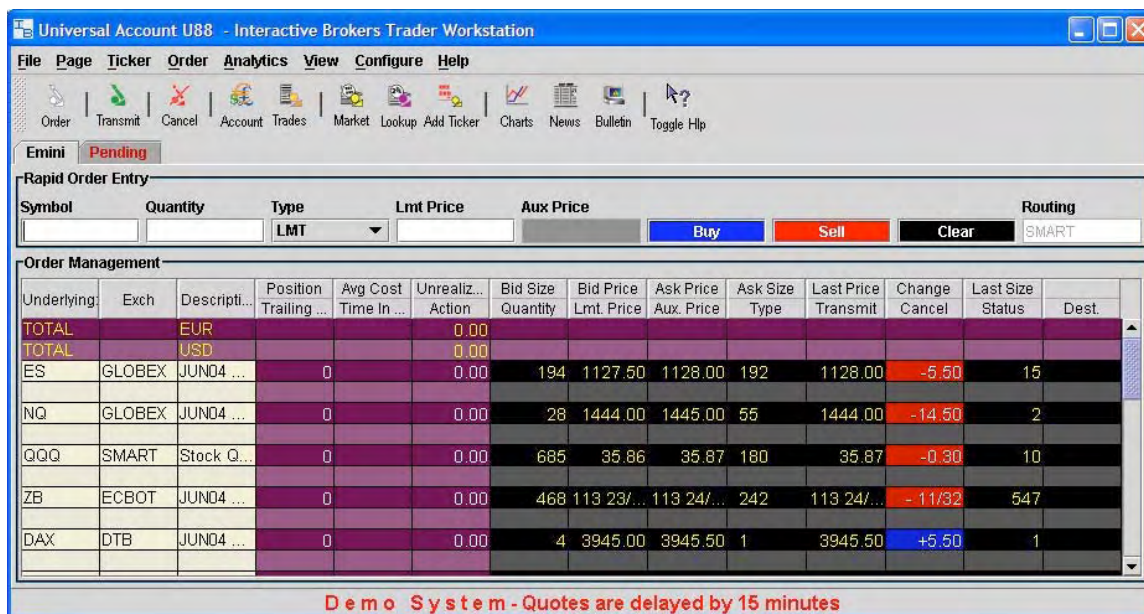 Universal Account U88 - Interactive Brokers Trader Workstation
File Page Ticker Order Analytics View Configure Help
Order Transmit Cancel Account Trades Market Lookup Add Ticker Charts News Bulletin Toggle Hlp
Emini Pending
Rapid Order Entry
Symbol Quantity Type Lmt Price Aux Price Routing
LMT Buy Sell Clear SMART
Order Management
Underlying: Exch Descripti... Position Avg Cost Unrealiz... Bid Size Bid Price Ask Price Ask Size Last Price Change Last Size
Trailing ... Time In ... Action Quantity Lmt. Price Aux. Price Type Transmit Cancel Status Dest.
TOTAL EUR 0.00
TOTAL USD 0.00
ES GLOBEX JUN04 ... 0 0.00 194 1127.50 1128.00 192 1128.00 -5.50 15
NQ GLOBEX JUN04 ... 0 0.00 28 1444.00 1445.00 55 1444.00 -14.50 2
QQQ SMART Stock Q... 0 0.00 685 35.86 35.87 180 35.87 -0.30 10
ZB ECBOT JUN04 ... 0 0.00 468 113 23/... 113 24/... 242 113 24/... - 11/32 547
DAX DTB JUN04 ... 0 0.00 4 3945.00 3945.50 1 3945.50 +5.50 1
Demo System - Quotes are delayed by 15 minutes